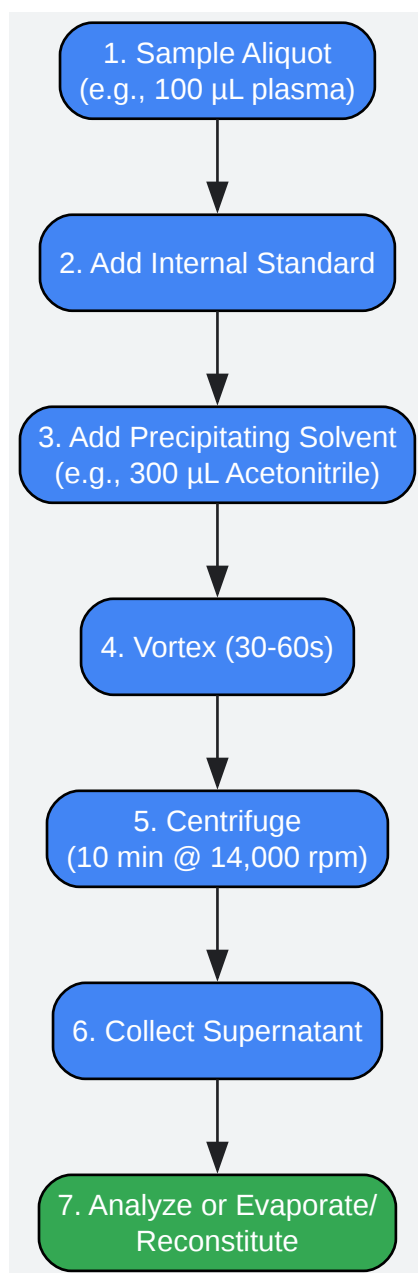 1. Sample Aliquot
(e.g., 100 µL plasma)
2. Add Internal Standard
3. Add Precipitating Solvent
(e.g., 300 µL Acetonitrile)
4. Vortex (30-60s)
5. Centrifuge
(10 min @ 14,000 rpm)
6. Collect Supernatant
7. Analyze or Evaporate/
Reconstitute